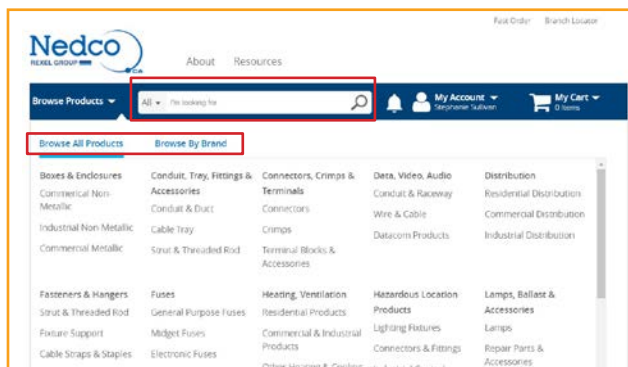 Fast Order Branch Locator
Nedco
REXEL GROUP .CA
About Resources
Browse Products All I'm looking for My Account My Cart
Stephanie Sullivan 0 Items
Browse All Products Browse By Brand
Boxes & Enclosures Conduit, Tray, Fittings & Connectors, Crimps & Data, Video, Audio Distribution
Commerical Non Accessories Terminals Conduit & Raceway Residential Distribution
Metallic Conduit & Duct Connectors Wire & Cable Commercial Distribution
Industrial Non Metallic Cable Tray Crimps Datacom Products Industrial Distribution
Commercial Metallic Strut & Threaded Rod Terminal Blocks &
Accessories
Fasteners & Hangers Fuses Heating, Ventilation Hazardous Location Lamps, Ballast &
Strut & Threaded Rod General Purpose Fuses Residential Products Products Accessories
Fixture Support Midget Fuses Commercial & Industrial Lighting Fixtures Lamps
Cable Straps & Staples Electronic Fuses Products Connectors & Fittings Repair Parts &
Accessories